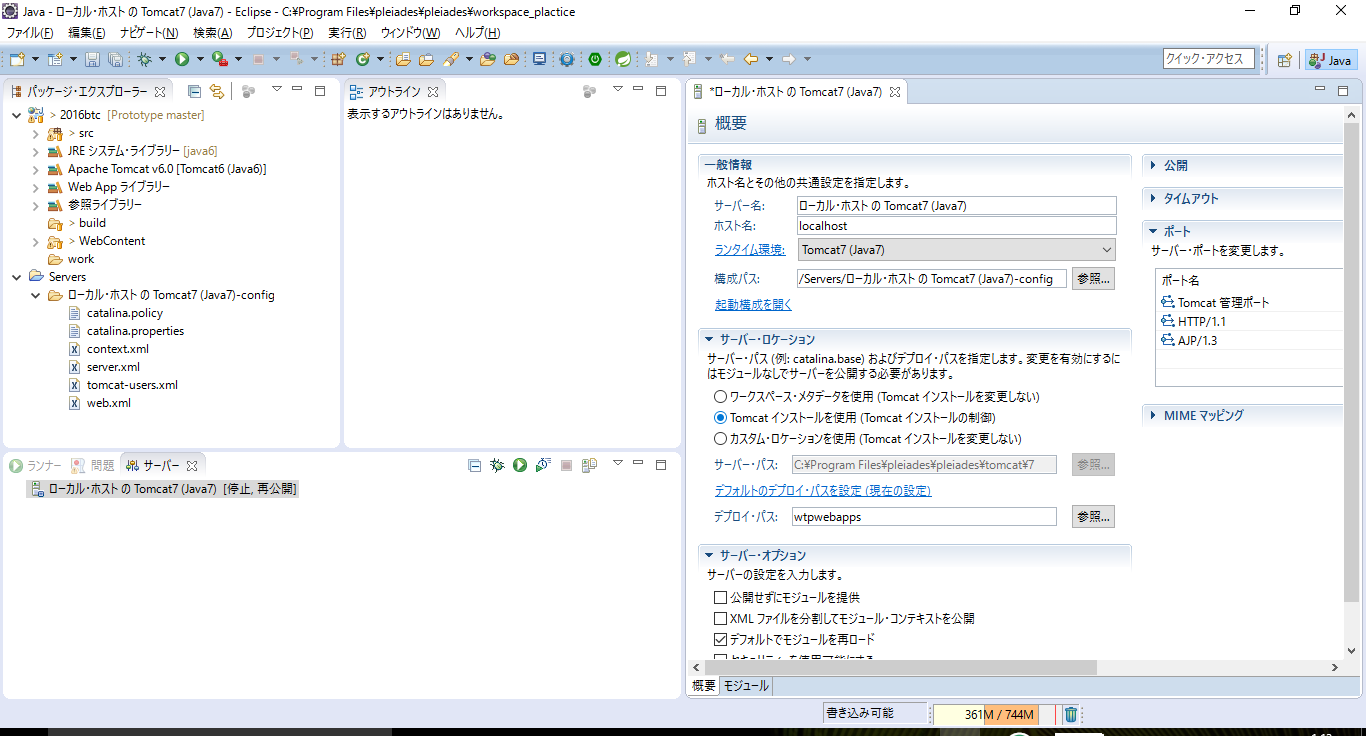 Java - ローカル・ホスト の Tomcat7 (Java7) - Eclipse - C:¥Program Files¥pleiades¥pleiades¥workspace_plactice
ファイル(F) 編集(E) ナビゲート(N) 検索(A) プロジェクト(P) 実行(R) ウィンドウ(W) ヘルプ(H)
クイック・アクセス
Java
パッケージ・エクスプローラー
> 2016btc [Prototype master]
> src
JRE システム・ライブラリー [java6]
Apache Tomcat v6.0 [Tomcat6 (Java6)]
Web App ライブラリー
参照ライブラリー
> build
> WebContent
work
Servers
ローカル・ホスト の Tomcat7 (Java7)-config
catalina.policy
catalina.properties
context.xml
server.xml
tomcat-users.xml
web.xml
アウトライン
表示するアウトラインはありません。
ランナー 問題 サーバー
ローカル・ホスト の Tomcat7 (Java7) [停止, 再公開]
*ローカル・ホスト の Tomcat7 (Java7)
概要
一般情報
ホスト名とその他の共通設定を指定します。
サーバー名: ローカル・ホスト の Tomcat7 (Java7)
ホスト名: localhost
ランタイム環境: Tomcat7 (Java7)
構成パス: /Servers/ローカル・ホスト の Tomcat7 (Java7)-config 参照...
起動構成を開く
サーバー・ロケーション
サーバー・パス (例: catalina.base) およびデプロイ・パスを指定します。変更を有効にするに
はモジュールなしでサーバーを公開する必要があります。
ワークスペース・メタデータを使用 (Tomcat インストールを変更しない)
Tomcat インストールを使用 (Tomcat インストールの制御)
カスタム・ロケーションを使用 (Tomcat インストールを変更しない)
サーバー・パス: C:¥Program Files¥pleiades¥pleiades¥tomcat¥7 参照...
デフォルトのデプロイ・パスを設定 (現在の設定)
デプロイ・パス: wtpwebapps 参照...
サーバー・オプション
サーバーの設定を入力します。
公開せずにモジュールを提供
XML ファイルを分割してモジュール・コンテキストを公開
デフォルトでモジュールを再ロード
公開
タイムアウト
ポート
サーバー・ポートを変更します。
ポート名
Tomcat 管理ポート
HTTP/1.1
AJP/1.3
MIME マッピング
概要 モジュール
書き込み可能
361M / 744M